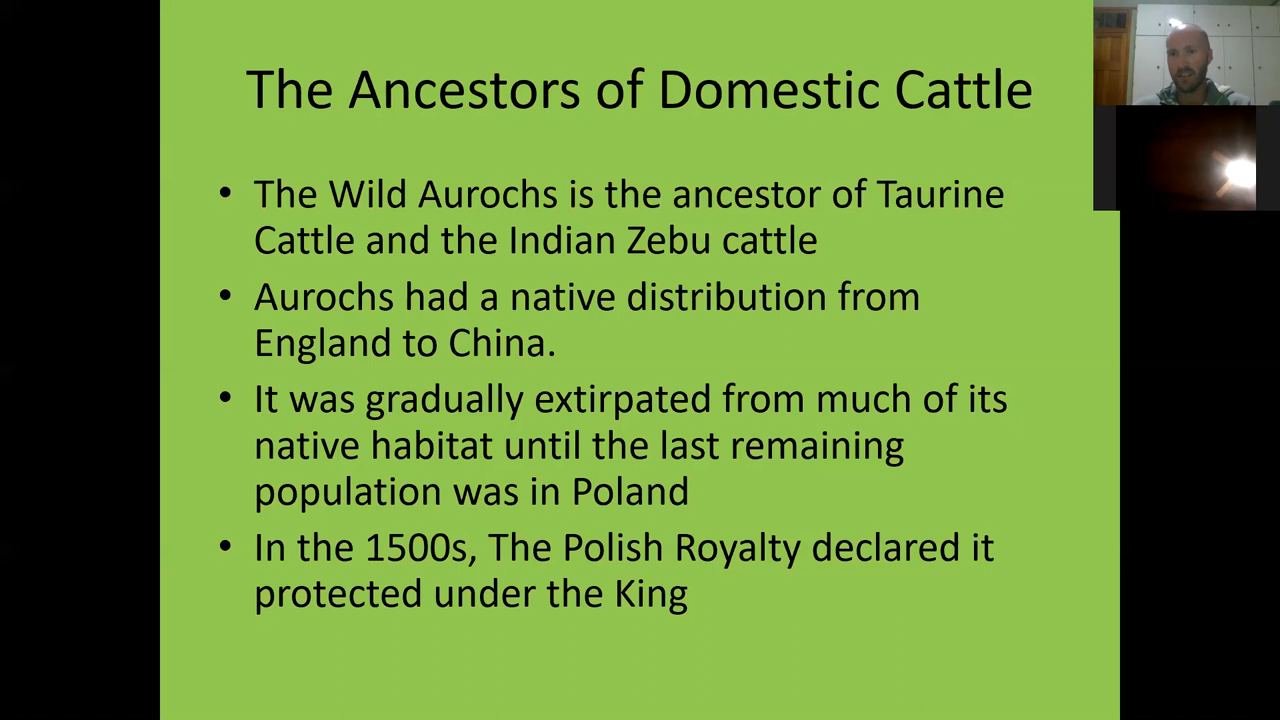 The Ancestors of Domestic Cattle
• The Wild Aurochs is the ancestor of Taurine
Cattle and the Indian Zebu cattle
• Aurochs had a native distribution from
England to China.
• It was gradually extirpated from much of its
native habitat until the last remaining
population was in Poland
• In the 1500s, The Polish Royalty declared it
protected under the King